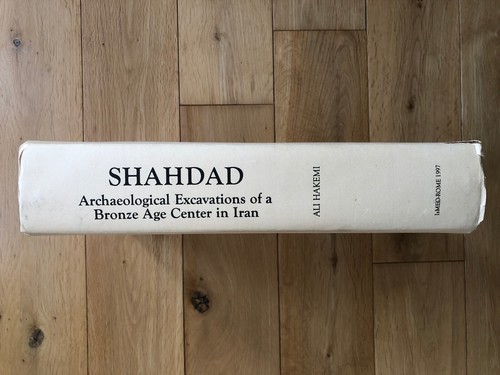 SHAHDAD
Archaeological Excavations of a
Bronze Age Center in Iran
ALI HAKEMI
IsMEO-ROME 1997